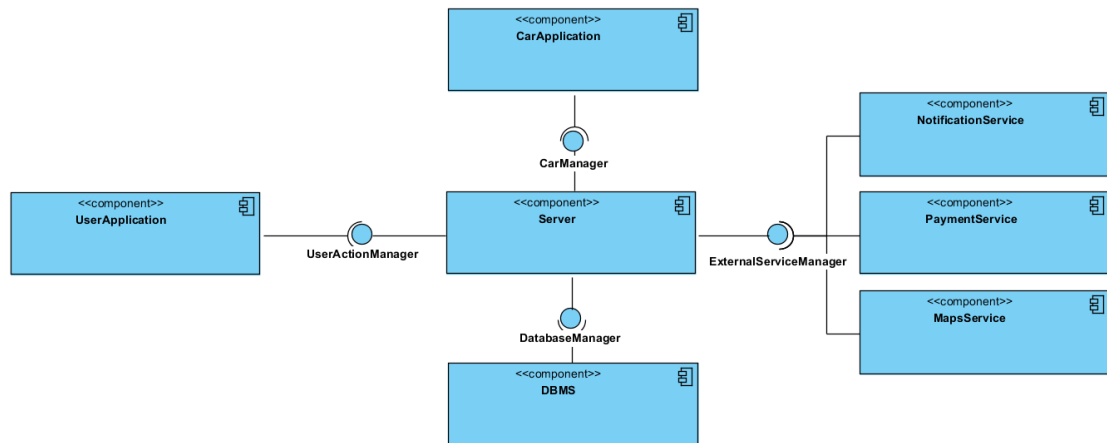 <<component>>
CarApplication
<<component>>
NotificationService
CarManager
<<component>>
UserApplication
<<component>>
Server
<<component>>
PaymentService
UserActionManager
ExternalServiceManager
<<component>>
MapsService
DatabaseManager
<<component>>
DBMS